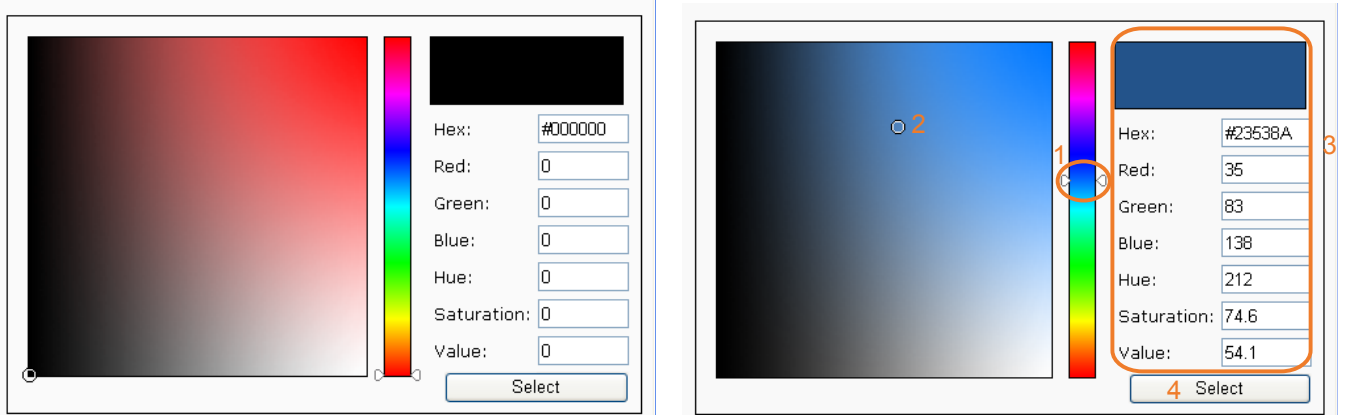 Hex: #000000
Red: 0
Green: 0
Blue: 0
Hue: 0
Saturation: 0
Value: 0
Select
2
1
3
Hex: #23538A
Red: 35
Green: 83
Blue: 138
Hue: 212
Saturation: 74.6
Value: 54.1
4 Select